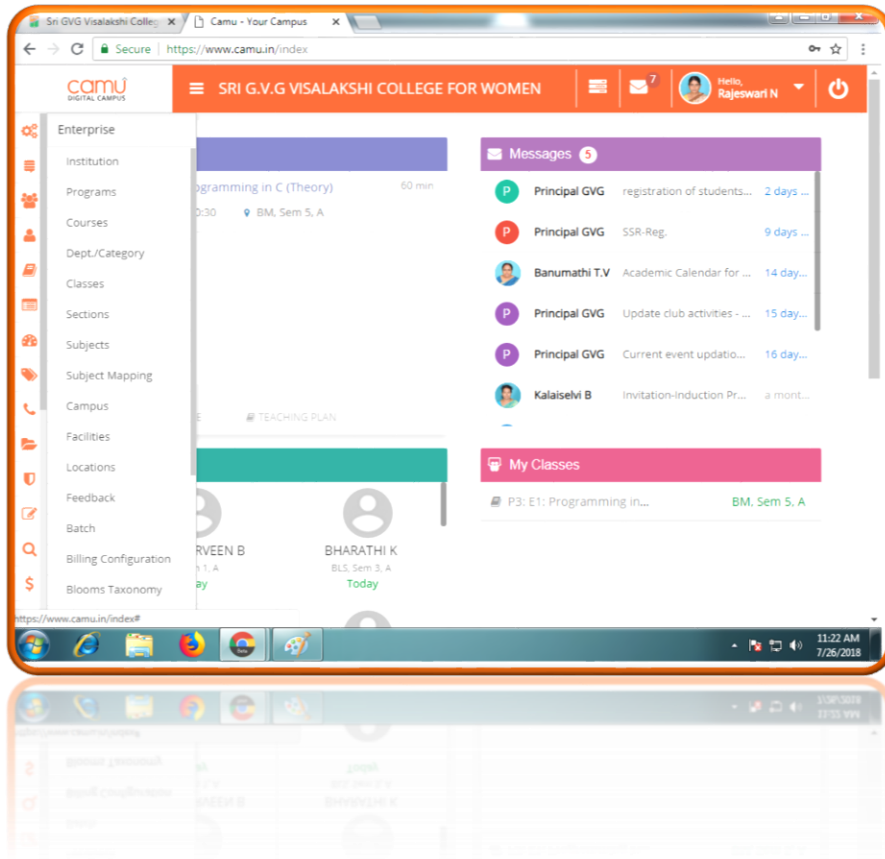 Sri GVG Visalakshi Colleg
Camu - Your Campus
Secure https://www.camu.in/index
camu
DIGITAL CAMPUS
SRI G.V.G VISALAKSHI COLLEGE FOR WOMEN
7
Hello,
Rajeswari N
Enterprise
Institution
Programs
Courses
Dept./Category
Classes
Sections
Subjects
Subject Mapping
Campus
Facilities
Locations
Feedback
Batch
Billing Configuration
Blooms Taxonomy
ogramming in C (Theory) 60 min
0:30 BM, Sem 5, A
E TEACHING PLAN
RVEEN B
1, A
ay
BHARATHI K
BLS, Sem 3, A
Today
Messages 5
P Principal GVG registration of students... 2 days ...
P Principal GVG SSR-Reg. 9 days ...
Banumathi T.V Academic Calendar for ... 14 day...
P Principal GVG Update club activities - ... 15 day...
P Principal GVG Current event updatio... 16 day...
Kalaiselvi B Invitation-Induction Pr... a mont...
My Classes
P3: E1: Programming in... BM, Sem 5, A
https://www.camu.in/index#
11:22 AM
7/26/2018